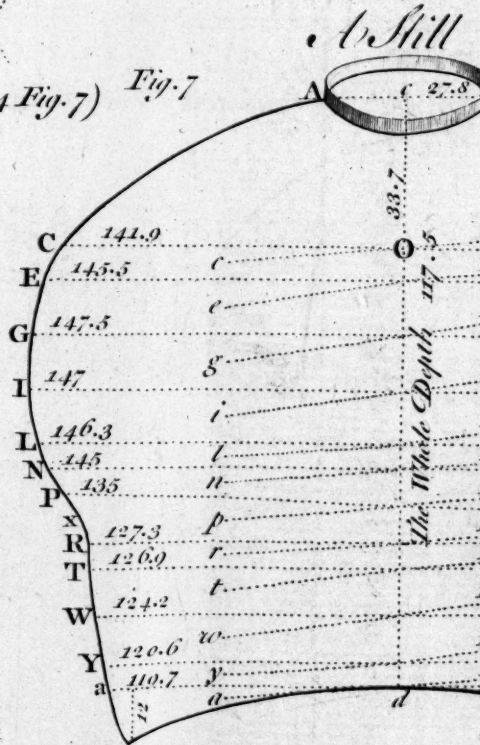 A Still
4 Fig. 7)
Fig. 7
A
c
27.8
33.7
C
141.9
O
c
E
145.5
117.5
e
G
147.5
g
I
147
i
The Whole Depth
L
146.3
l
N
145
n
P
135
p
x
R
127.3
r
T
126.9
t
W
124.2
w
Y
120.6
y
a
119.7
a
d
12